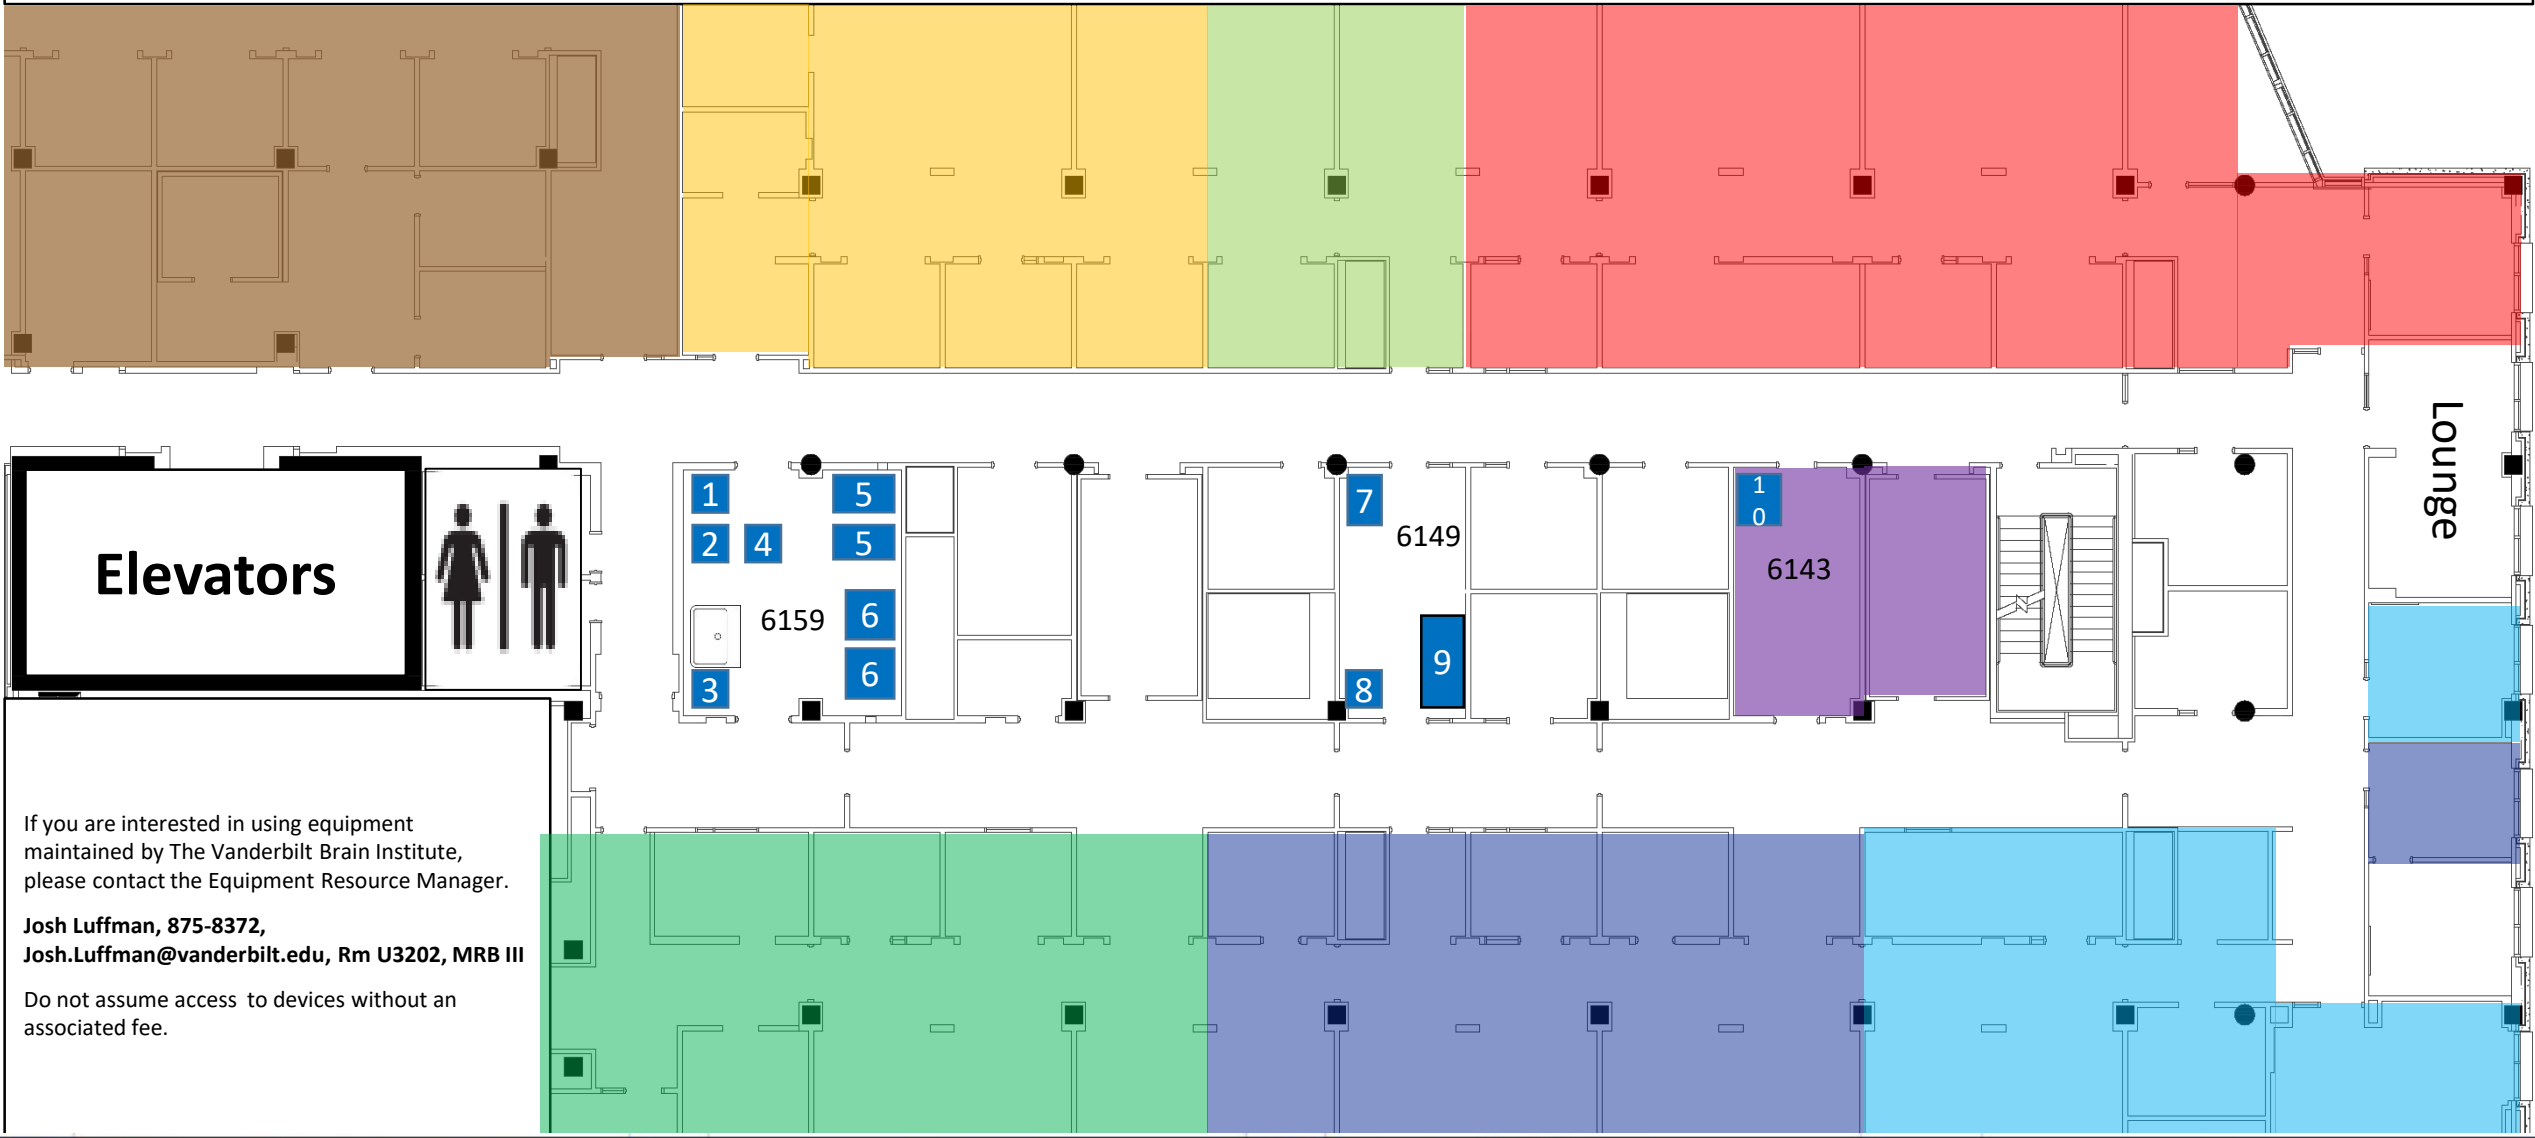 1
5
7
1
0
2
4
5
6149
Lounge
Elevators
6143
6159
6
9
3
6
8
If you are interested in using equipment
maintained by The Vanderbilt Brain Institute,
please contact the Equipment Resource Manager.
Josh Luffman, 875-8372,
Josh.Luffman@vanderbilt.edu, Rm U3202, MRB III
Do not assume access to devices without an
associated fee.